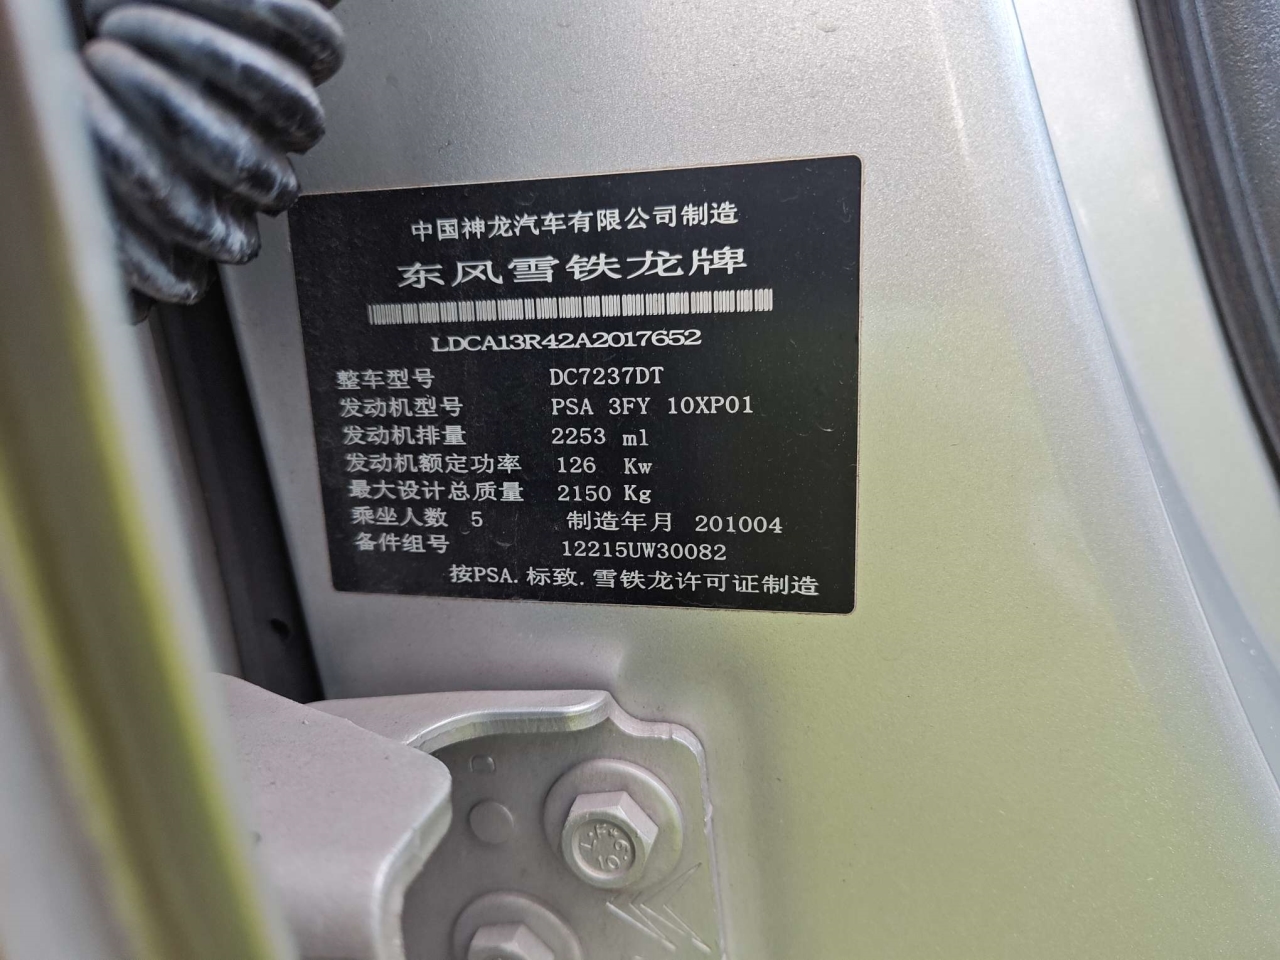 中国神龙汽车有限公司制造
东风雪铁龙牌
LDCA13R42A2017652
整车型号 DC7237DT
发动机型号 PSA 3FY 10XP01
发动机排量 2253 ml
发动机额定功率 126 Kw
最大设计总质量 2150 Kg
乘坐人数 5 制造年月 201004
备件组号 12215UW30082
按PSA.标致.雪铁龙许可证制造
10.9